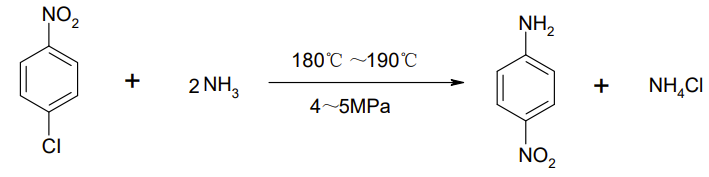 NO₂
Cl
+
2 NH₃
180℃ ~190℃
4~5MPa
NH₂
NO₂
+
NH₄Cl